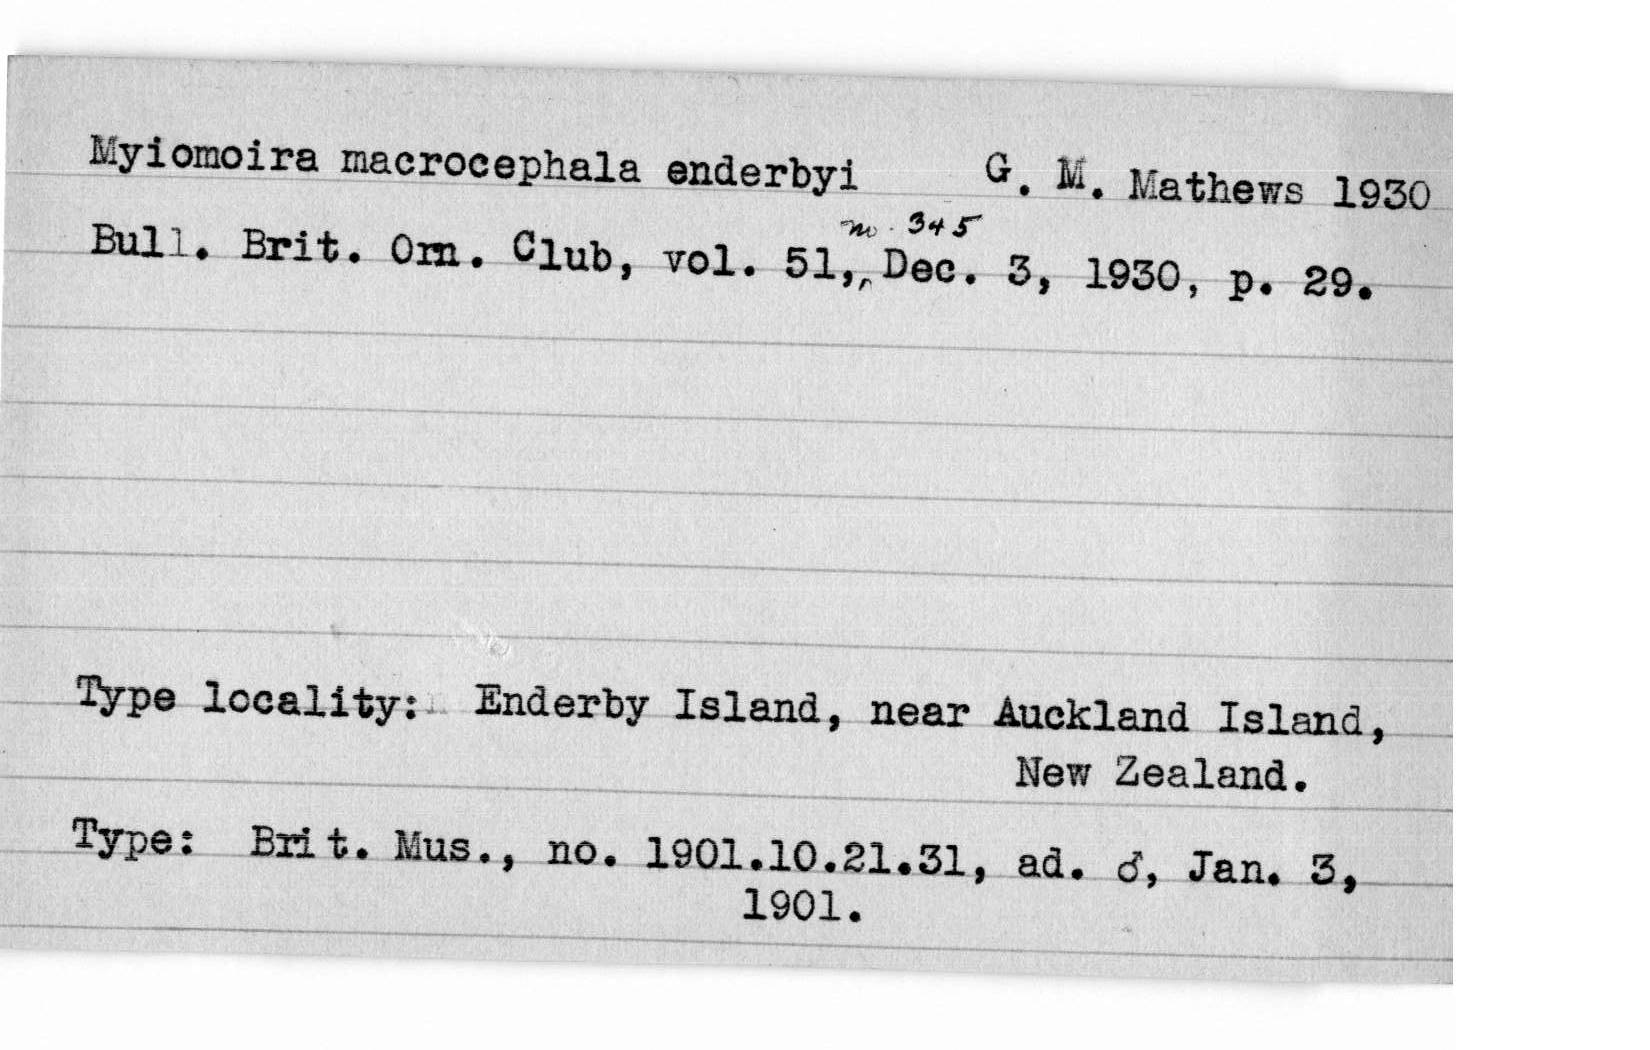 Myiomoira macrocephala enderbyi G. M. Mathews 1930
no. 345
Bull. Brit. Orn. Club, vol. 51, Dec. 3, 1930, p. 29.
Type locality: Enderby Island, near Auckland Island,
New Zealand.
Type: Brit. Mus., no. 1901.10.21.31, ad. ♂, Jan. 3,
1901.